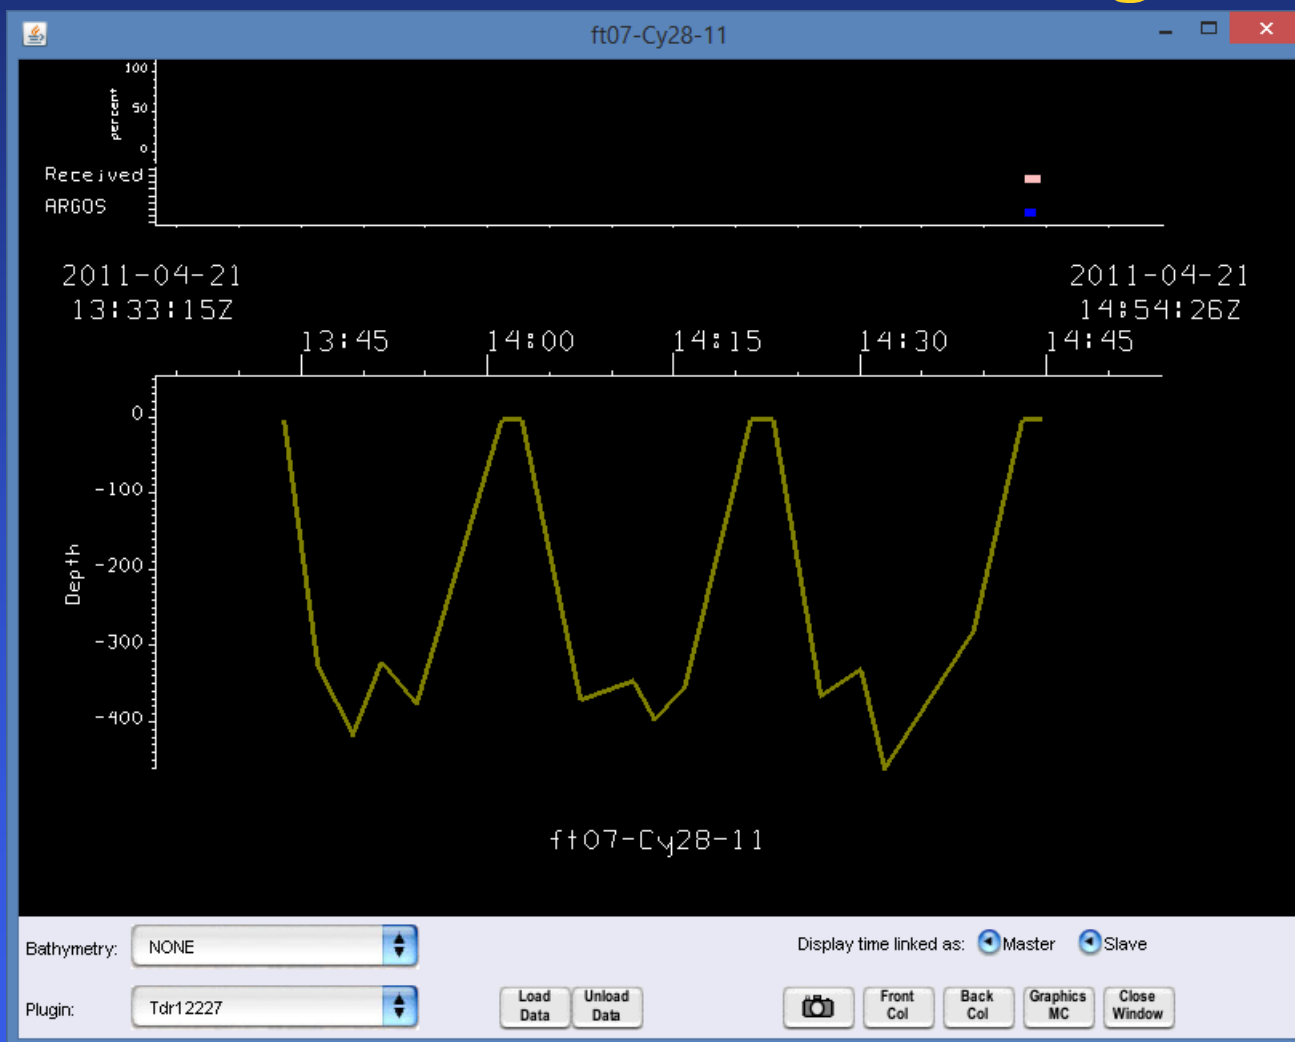 ft07-Cy28-11
100
percent
50
0
Received
ARGOS
2011-04-21 2011-04-21
13:33:15Z 14:54:26Z
13:45 14:00 14:15 14:30 14:45
0
-100
-200
Depth
-300
-400
ft07-Cy28-11
Bathymetry: NONE Display time linked as: Master Slave
Plugin: Tdr12227 Load Data Unload Data Front Col Back Col Graphics MC Close Window